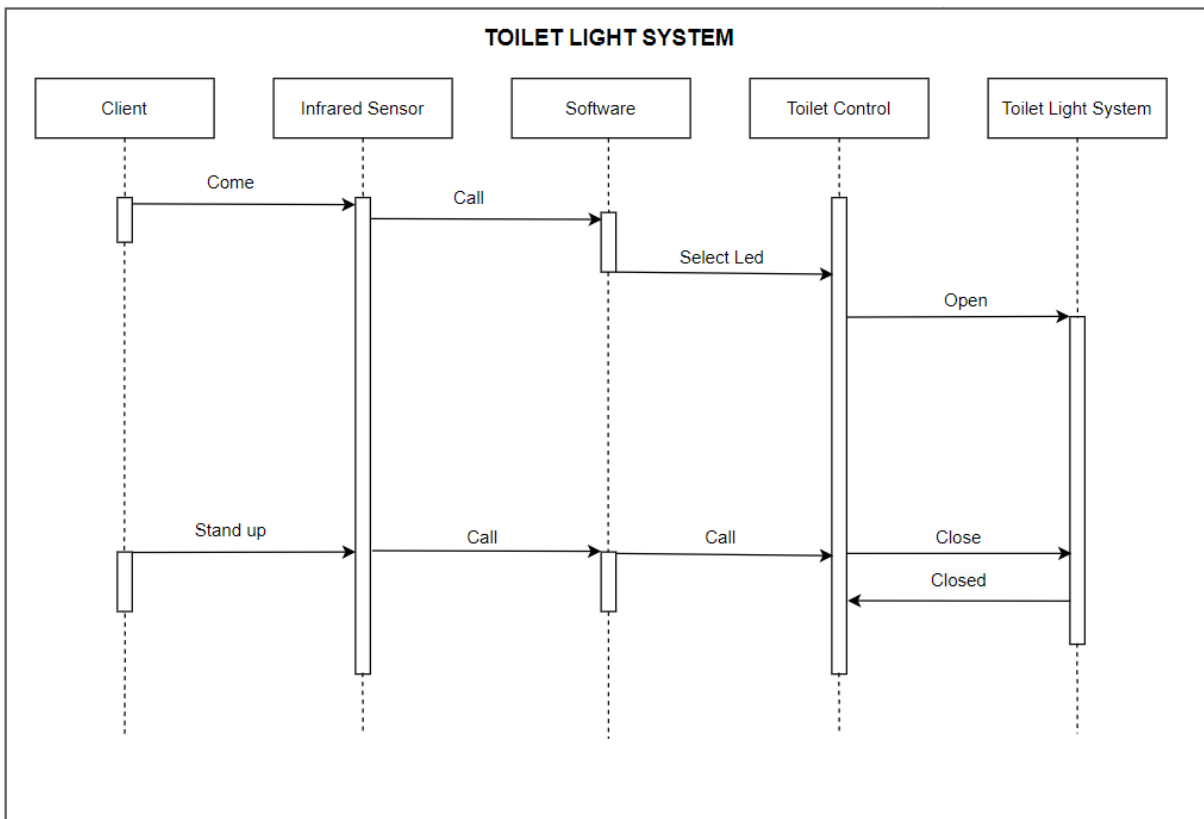 TOILET LIGHT SYSTEM
Client
Infrared Sensor
Software
Toilet Control
Toilet Light System
Come
Call
Select Led
Open
Stand up
Call
Call
Close
Closed